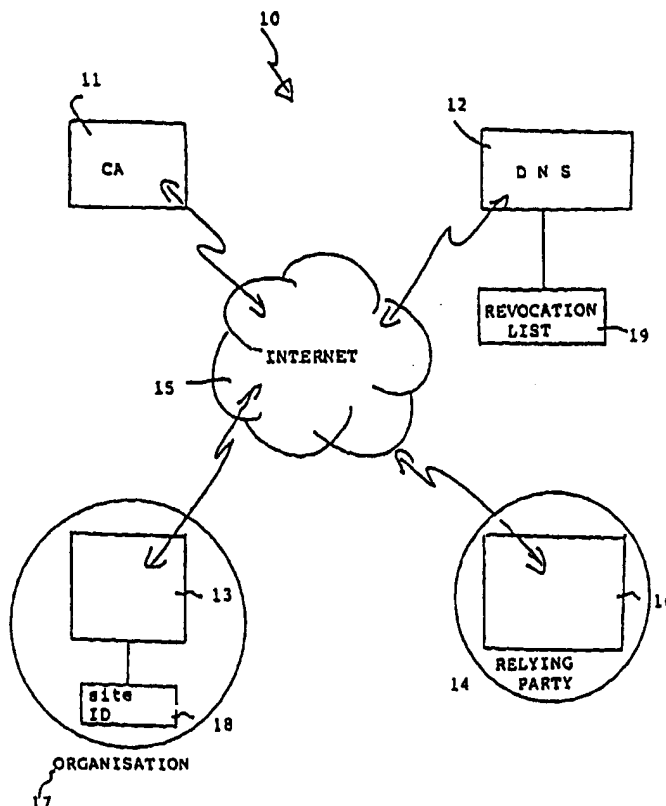 10
11
CA
12
D N S
REVOCATION
LIST
19
INTERNET
15
13
site
ID
18
ORGANISATION
17
14
RELYING
PARTY